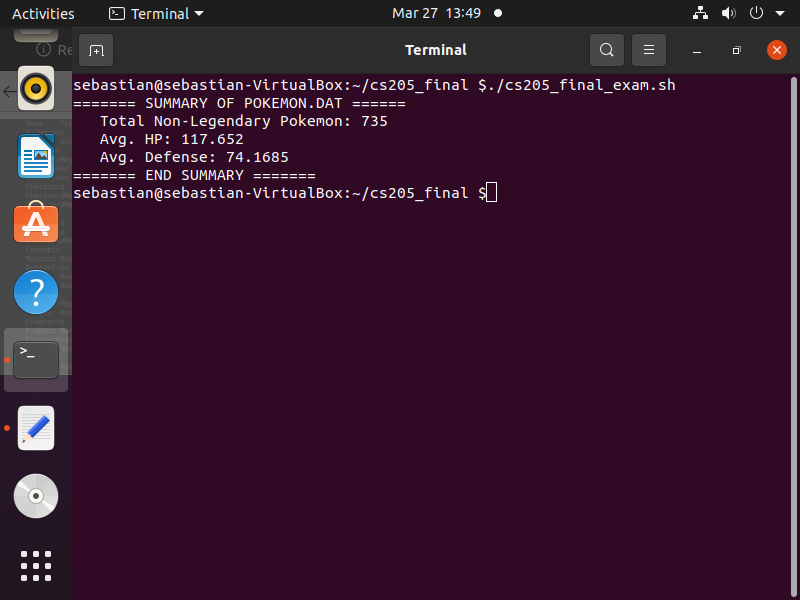 Activities
Terminal
Mar 27 13:49
Re
Terminal
sebastian@sebastian-VirtualBox:~/cs205_final $./cs205_final_exam.sh
======= SUMMARY OF POKEMON.DAT ======
Total Non-Legendary Pokemon: 735
Avg. HP: 117.652
Avg. Defense: 74.1685
======= END SUMMARY =======
sebastian@sebastian-VirtualBox:~/cs205_final $